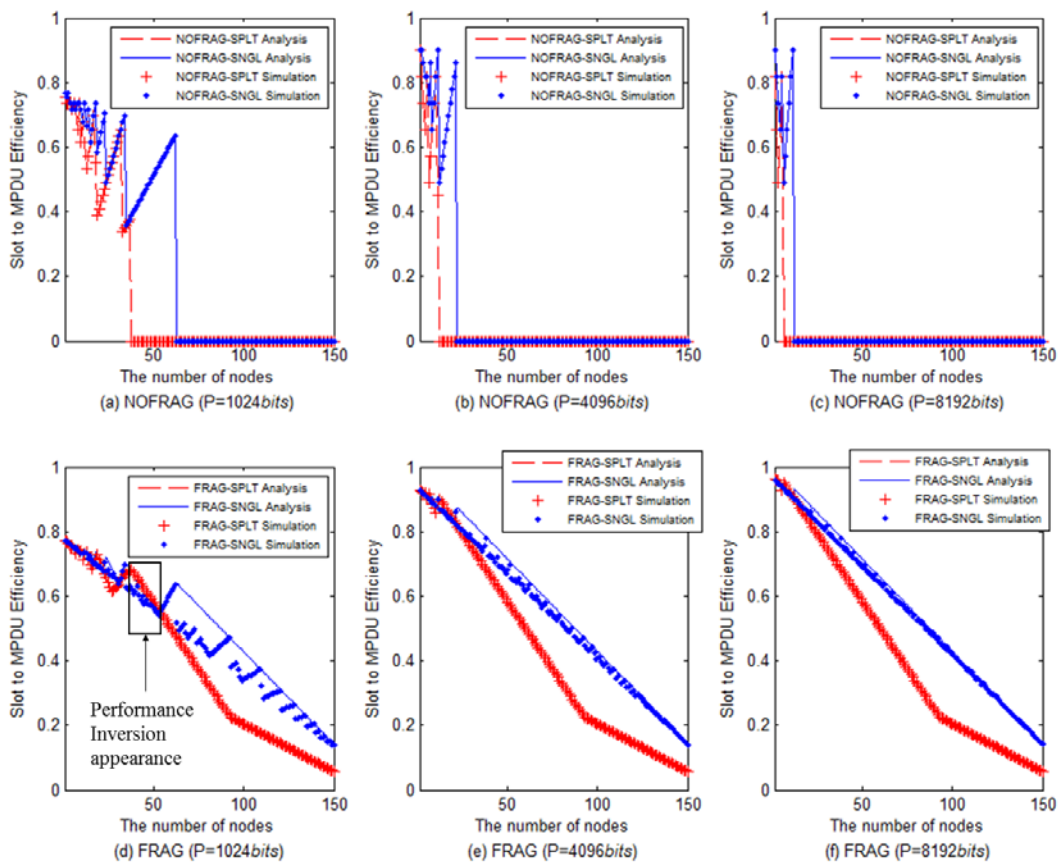 1
0.8
0.6
0.4
0.2
0
Slot to MPDU Efficiency
NOFRAG-SPLT Analysis
NOFRAG-SNGL Analysis
NOFRAG-SPLT Simulation
NOFRAG-SNGL Simulation
50 100 150
The number of nodes
(a) NOFRAG (P=1024bits)
1
0.8
0.6
0.4
0.2
0
Slot to MPDU Efficiency
NOFRAG-SPLT Analysis
NOFRAG-SNGL Analysis
NOFRAG-SPLT Simulation
NOFRAG-SNGL Simulation
50 100 150
The number of nodes
(b) NOFRAG (P=4096bits)
1
0.8
0.6
0.4
0.2
0
Slot to MPDU Efficiency
NOFRAG-SPLT Analysis
NOFRAG-SNGL Analysis
NOFRAG-SPLT Simulation
NOFRAG-SNGL Simulation
50 100 150
The number of nodes
(c) NOFRAG (P=8192bits)
1
0.8
0.6
0.4
0.2
0
Slot to MPDU Efficiency
FRAG-SPLT Analysis
FRAG-SNGL Analysis
FRAG-SPLT Simulation
FRAG-SNGL Simulation
Performance
Inversion
appearance
50 100 150
The number of nodes
(d) FRAG (P=1024bits)
1
0.8
0.6
0.4
0.2
0
Slot to MPDU Efficiency
FRAG-SPLT Analysis
FRAG-SNGL Analysis
FRAG-SPLT Simulation
FRAG-SNGL Simulation
50 100 150
The number of nodes
(e) FRAG (P=4096bits)
1
0.8
0.6
0.4
0.2
0
Slot to MPDU Efficiency
FRAG-SPLT Analysis
FRAG-SNGL Analysis
FRAG-SPLT Simulation
FRAG-SNGL Simulation
50 100 150
The number of nodes
(f) FRAG (P=8192bits)